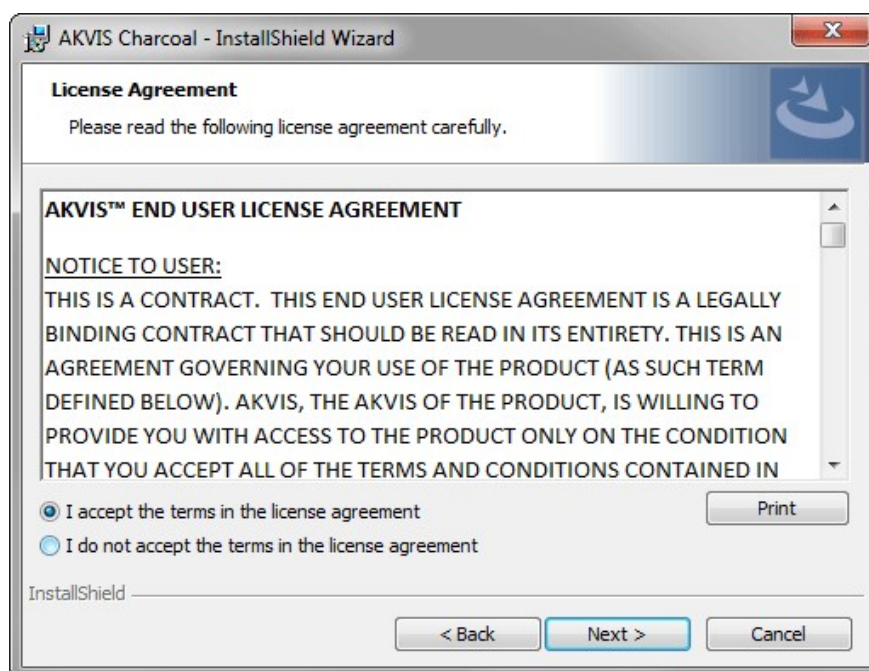 AKVIS Charcoal - InstallShield Wizard
License Agreement
Please read the following license agreement carefully.
AKVIS™ END USER LICENSE AGREEMENT
NOTICE TO USER:
THIS IS A CONTRACT.  THIS END USER LICENSE AGREEMENT IS A LEGALLY
BINDING CONTRACT THAT SHOULD BE READ IN ITS ENTIRETY. THIS IS AN
AGREEMENT GOVERNING YOUR USE OF THE PRODUCT (AS SUCH TERM
DEFINED BELOW). AKVIS, THE AKVIS OF THE PRODUCT, IS WILLING TO
PROVIDE YOU WITH ACCESS TO THE PRODUCT ONLY ON THE CONDITION
THAT YOU ACCEPT ALL OF THE TERMS AND CONDITIONS CONTAINED IN
I accept the terms in the license agreement
Print
I do not accept the terms in the license agreement
InstallShield
< Back
Next >
Cancel